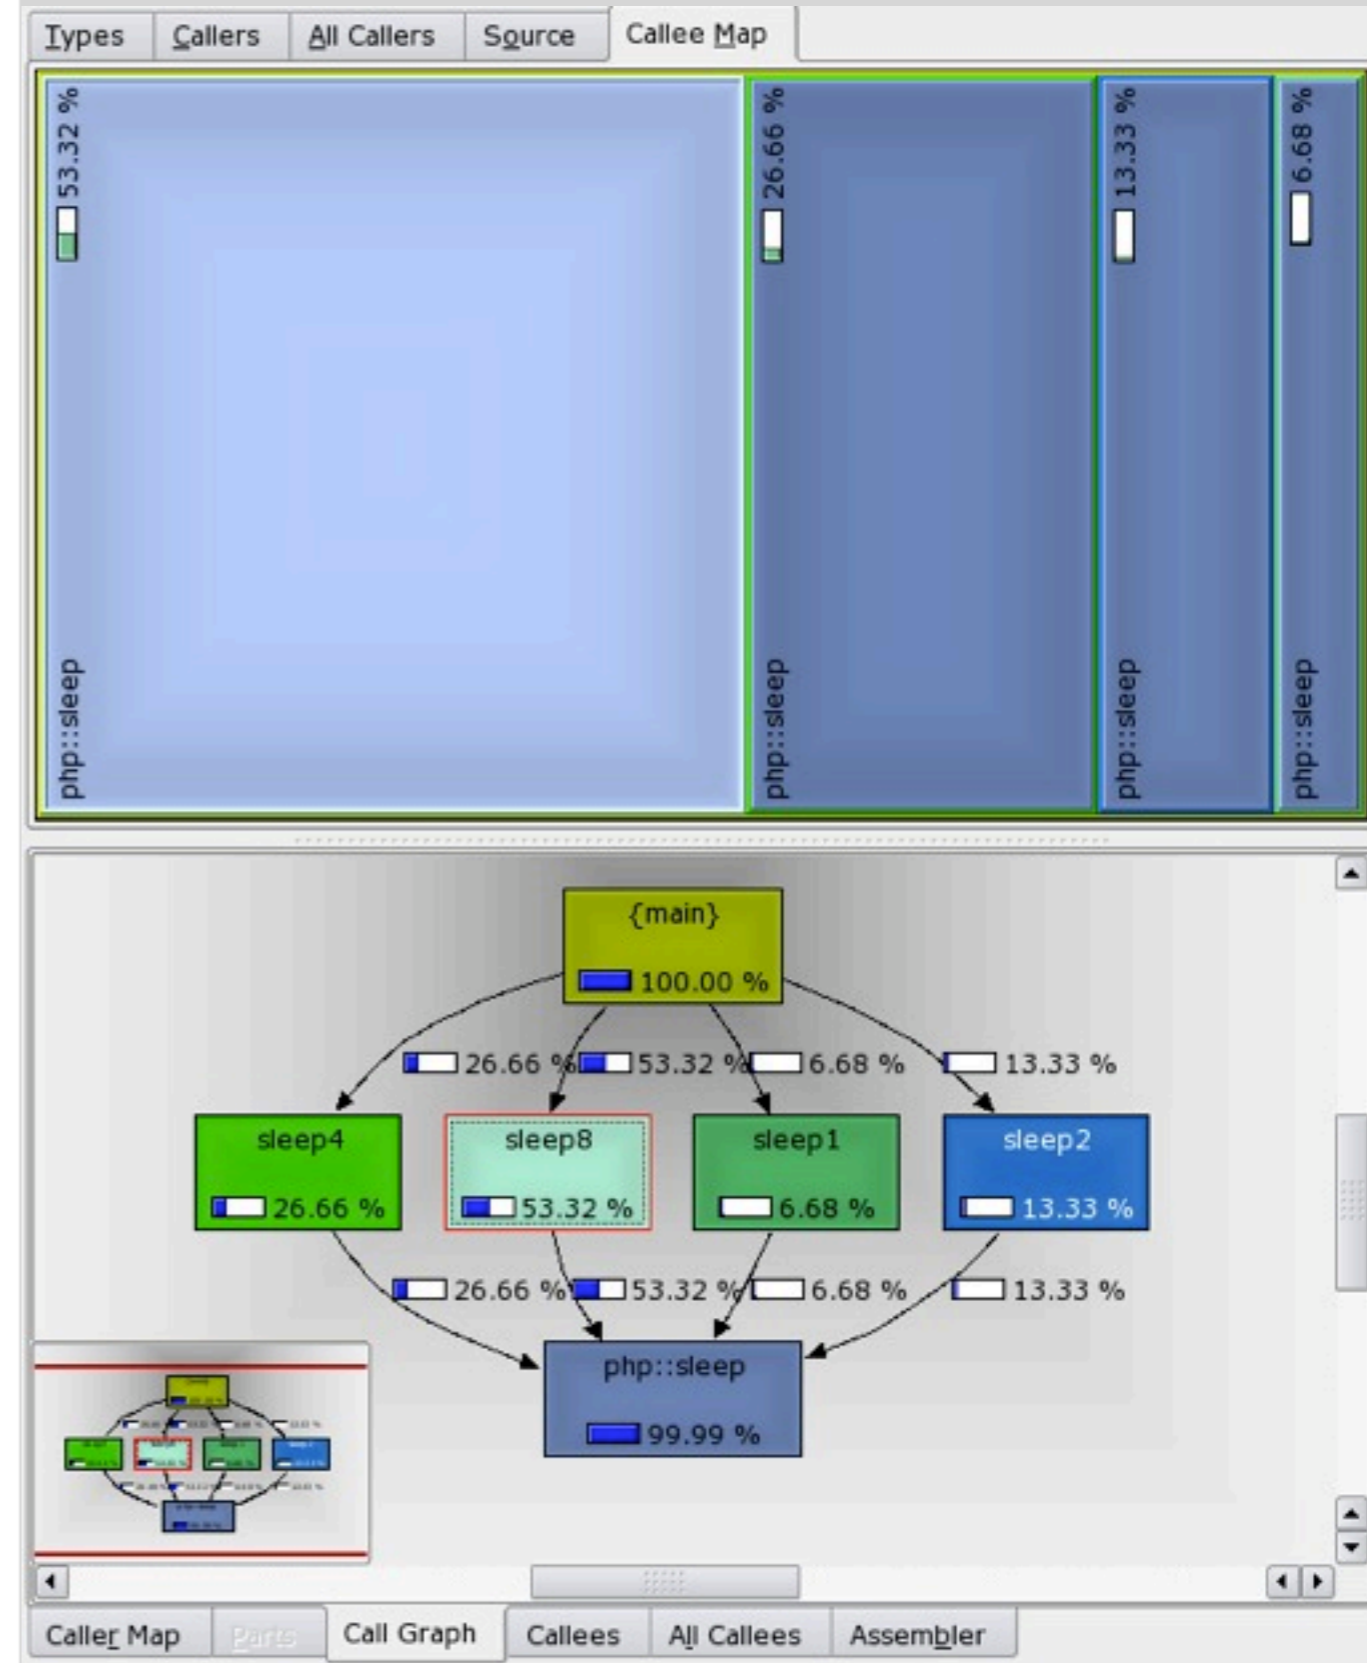 Types Callers All Callers Source Callee Map
php::sleep 53.32 %
php::sleep 26.66 %
php::sleep 13.33 %
php::sleep 6.68 %
{main}
100.00 %
26.66 % 53.32 % 6.68 % 13.33 %
sleep4 sleep8 sleep1 sleep2
26.66 % 53.32 % 6.68 % 13.33 %
26.66 % 53.32 % 6.68 % 13.33 %
php::sleep
99.99 %
Caller Map Parts Call Graph Callees All Callees Assembler